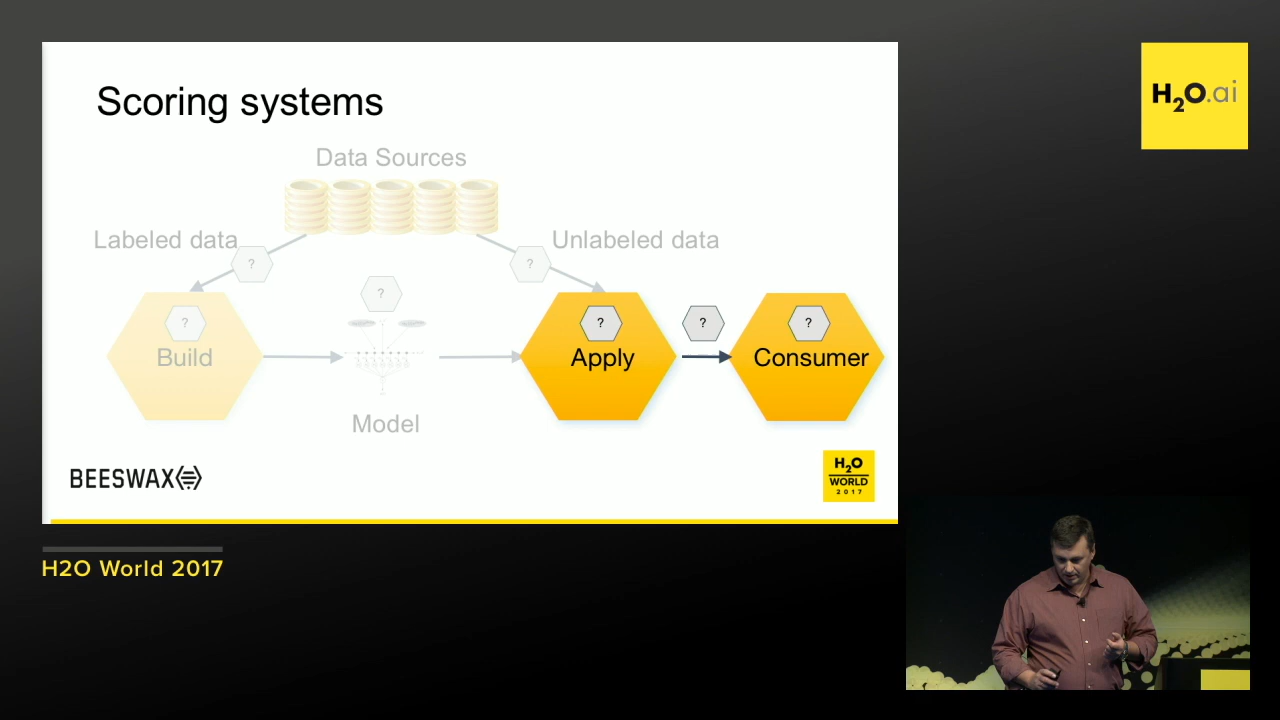 Scoring systems
Data Sources
Labeled data
Unlabeled data
?
?
?
?
?
?
?
Build
Apply
Consumer
Model
BEESWAX
H2O
WORLD
2017
H2O.ai
H2O World 2017